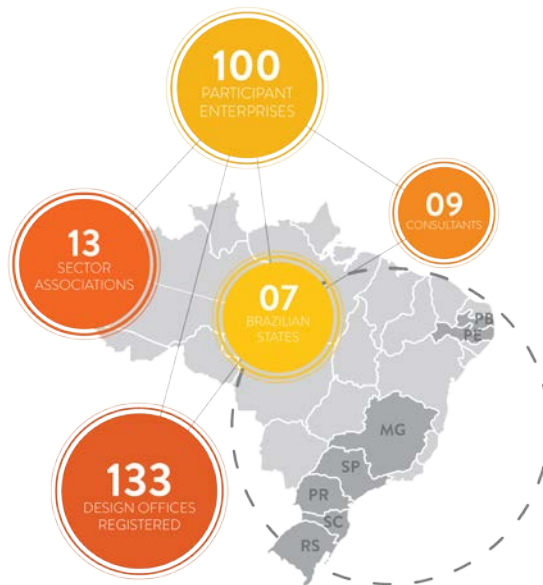 100
PARTICIPANT
ENTERPRISES
09
CONSULTANTS
13
SECTOR
ASSOCIATIONS
07
BRAZILIAN
STATES
PB
PE
MG
SP
PR
SC
RS
133
DESIGN OFFICES
REGISTERED